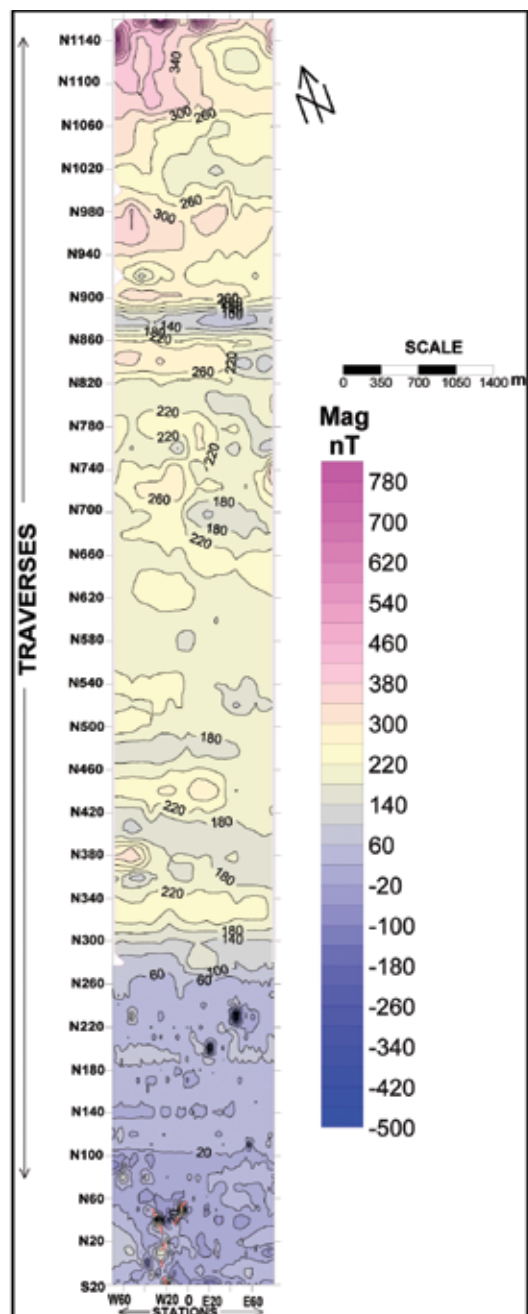 N1140
N1100
N1060
N1020
N980
N940
N900
N860
N820
N780
N740
N700
N660
N620
N580
N540
N500
N460
N420
N380
N340
N300
N260
N220
N180
N140
N100
N60
N20
S20
TRAVERSES
W60 W20 0 E20 E60
STATIONS
340
300
260
260
300
260
140
180
220
220
260
220
220
220
260
180
180
220
180
220
180
180
220
180
140
100
60
60
20
N
SCALE
0 350 700 1050 1400 m
Mag
nT
780
700
620
540
460
380
300
220
140
60
-20
-100
-180
-260
-340
-420
-500